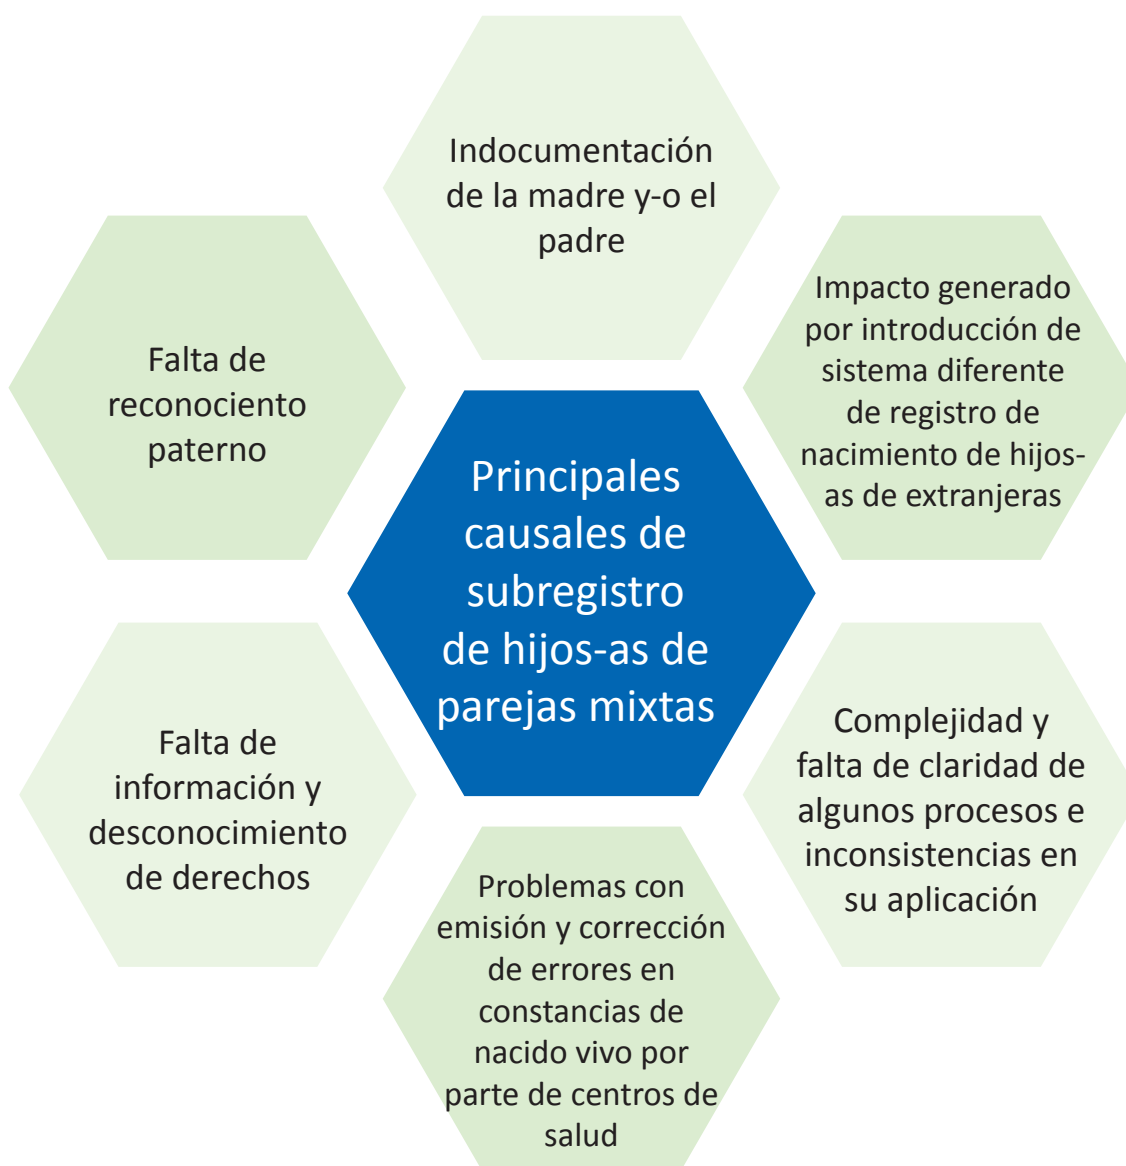 Indocumentación
de la madre y-o el
padre
Impacto generado
por introducción de
sistema diferente
de registro de
nacimiento de hijos-
as de extranjeras
Falta de
reconociento
paterno
Principales
causales de
subregistro
de hijos-as de
parejas mixtas
Complejidad y
falta de claridad de
algunos procesos e
inconsistencias en
su aplicación
Falta de
información y
desconocimiento
de derechos
Problemas con
emisión y corrección
de errores en
constancias de
nacido vivo por
parte de centros de
salud